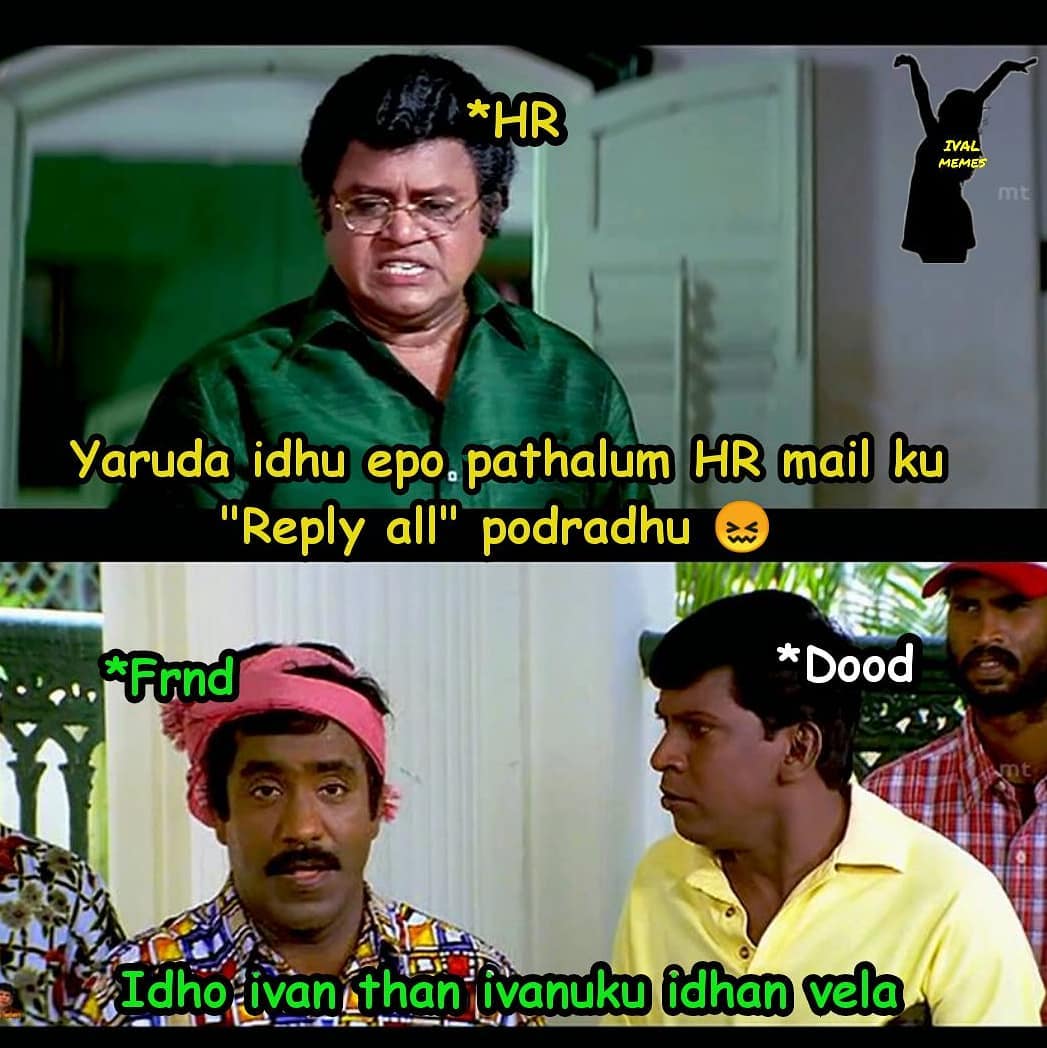 *HR
IVAL
MEMES
mt
Yaruda idhu epo pathalum HR mail ku
"Reply all" podradhu 😖
*Frnd
*Dood
mt
Idho ivan than ivanuku idhan vela